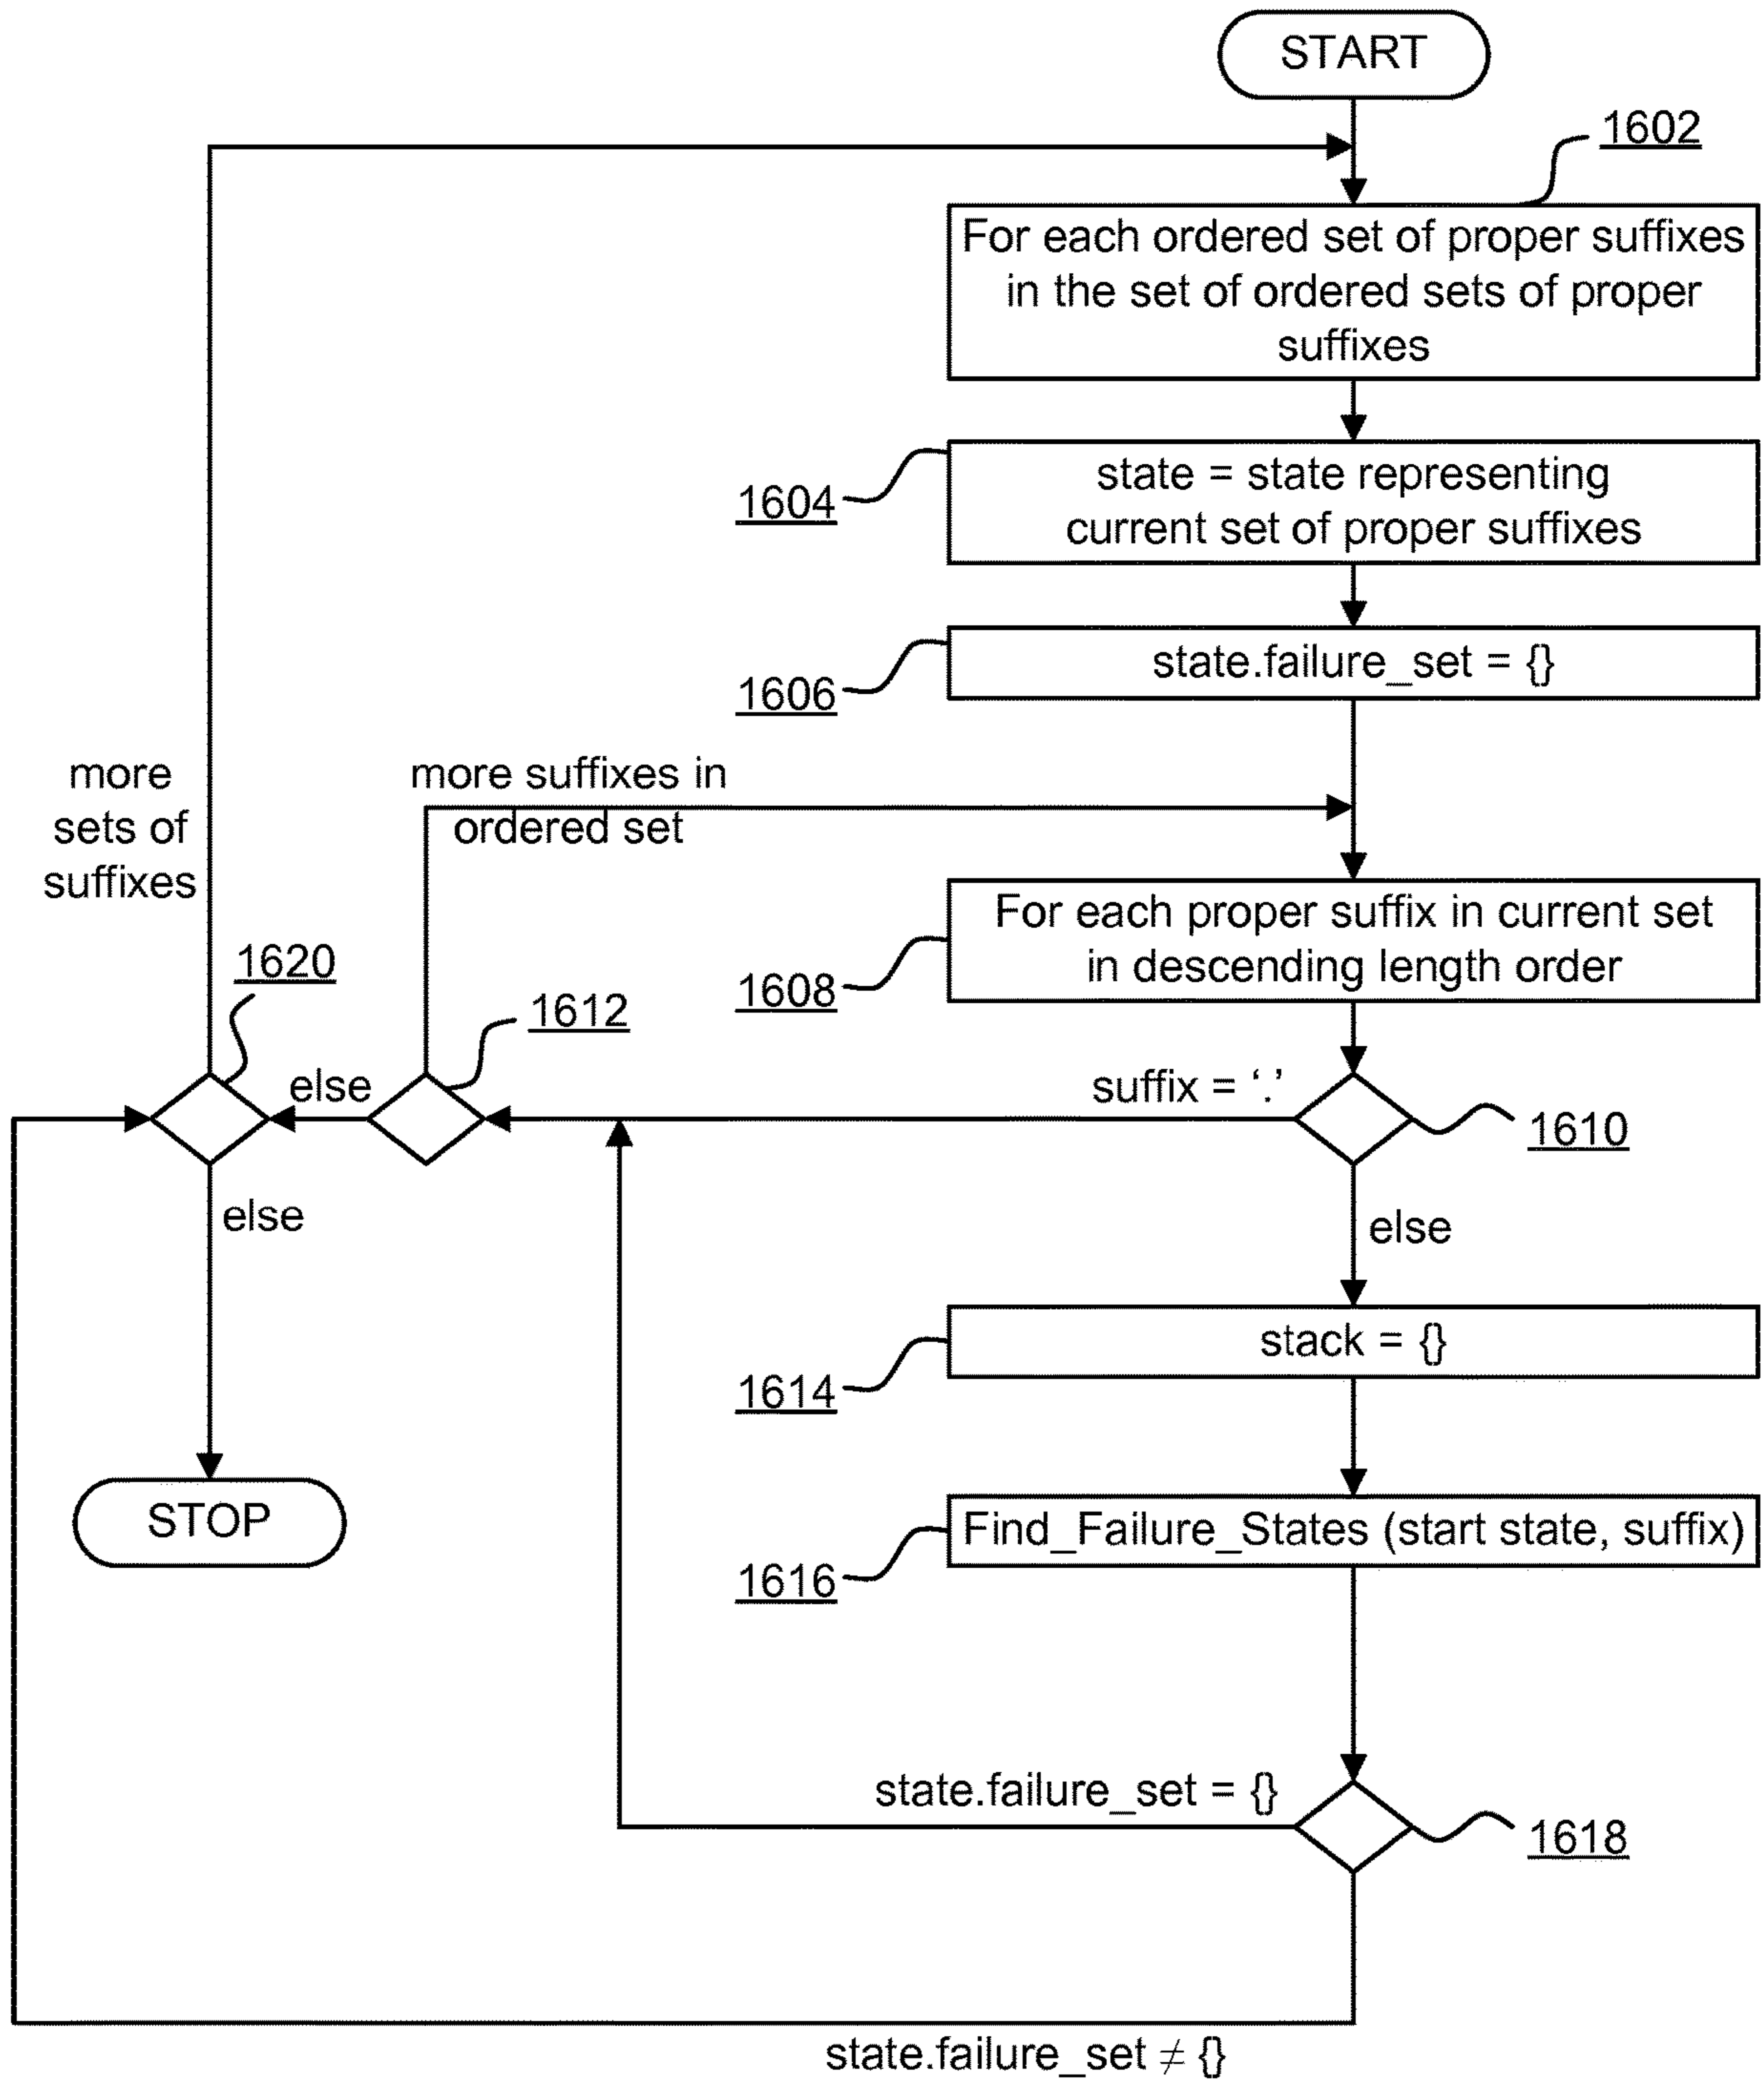 START
1602
For each ordered set of proper suffixes
in the set of ordered sets of proper
suffixes
1604
state = state representing
current set of proper suffixes
1606
state.failure_set = {}
more
sets of
suffixes
more suffixes in
ordered set
1608
For each proper suffix in current set
in descending length order
1620
1612
else
suffix = ‘.’
1610
else
else
1614
stack = {}
STOP
1616
Find_Failure_States (start state, suffix)
state.failure_set = {}
1618
state.failure_set ≠ {}